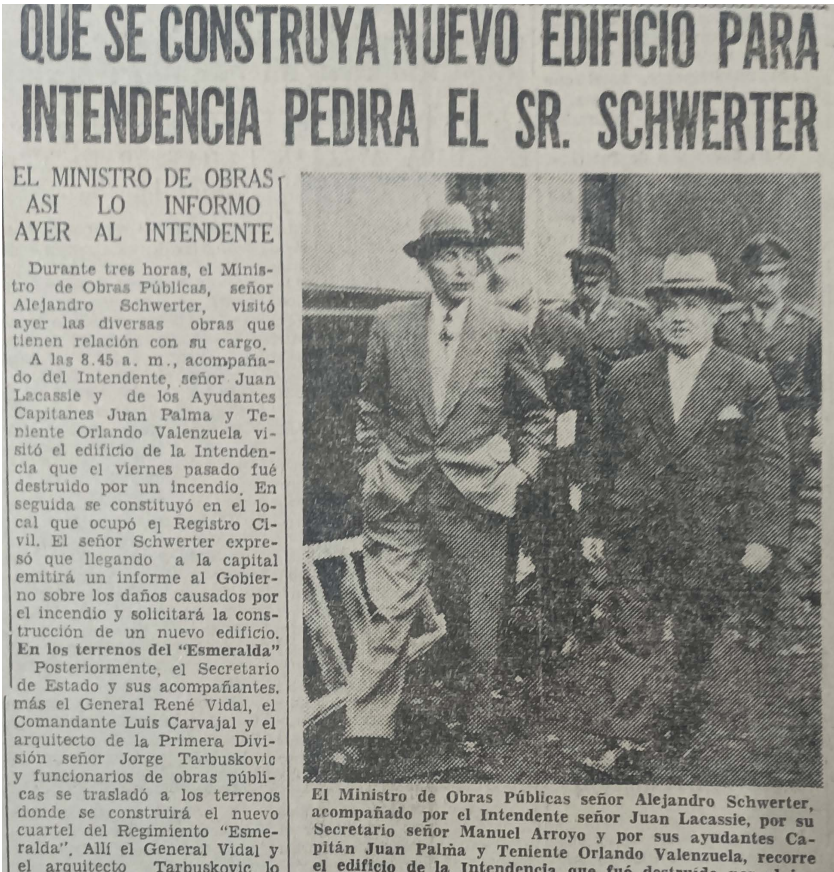 QUE SE CONSTRUYA NUEVO EDIFICIO PARA
INTENDENCIA PEDIRA EL SR. SCHWERTER
EL MINISTRO DE OBRAS
ASI LO INFORMO
AYER AL INTENDENTE
Durante tres horas, el Minis-
tro de Obras Públicas, señor
Alejandro Schwerter, visitó
ayer las diversas obras que
tienen relación con su cargo.
A las 8.45 a. m., acompaña-
do del Intendente, señor Juan
Lacassie y de los Ayudantes
Capitanes Juan Palma y Te-
niente Orlando Valenzuela vi-
sitó el edificio de la Intenden-
cia que el viernes pasado fué
destruido por un incendio. En
seguida se constituyó en el lo-
cal que ocupó el Registro Ci-
vil. El señor Schwerter expre-
só que llegando a la capital
emitirá un informe al Gobier-
no sobre los daños causados por
el incendio y solicitará la cons-
trucción de un nuevo edificio.
En los terrenos del "Esmeralda"
Posteriormente, el Secretario
de Estado y sus acompañantes,
más el General René Vidal, el
Comandante Luis Carvajal y el
arquitecto de la Primera Divi-
sión señor Jorge Tarbuskovic
y funcionarios de obras públi-
cas se trasladó a los terrenos
donde se construirá el nuevo
cuartel del Regimiento "Esme-
ralda". Allí el General Vidal y
el arquitecto Tarbuskovic lo
El Ministro de Obras Públicas señor Alejandro Schwerter,
acompañado por el Intendente señor Juan Lacassie, por su
Secretario señor Manuel Arroyo y por sus ayudantes Ca-
pitán Juan Palma y Teniente Orlando Valenzuela, recorre
el edificio de la Intendencia que fué destruído